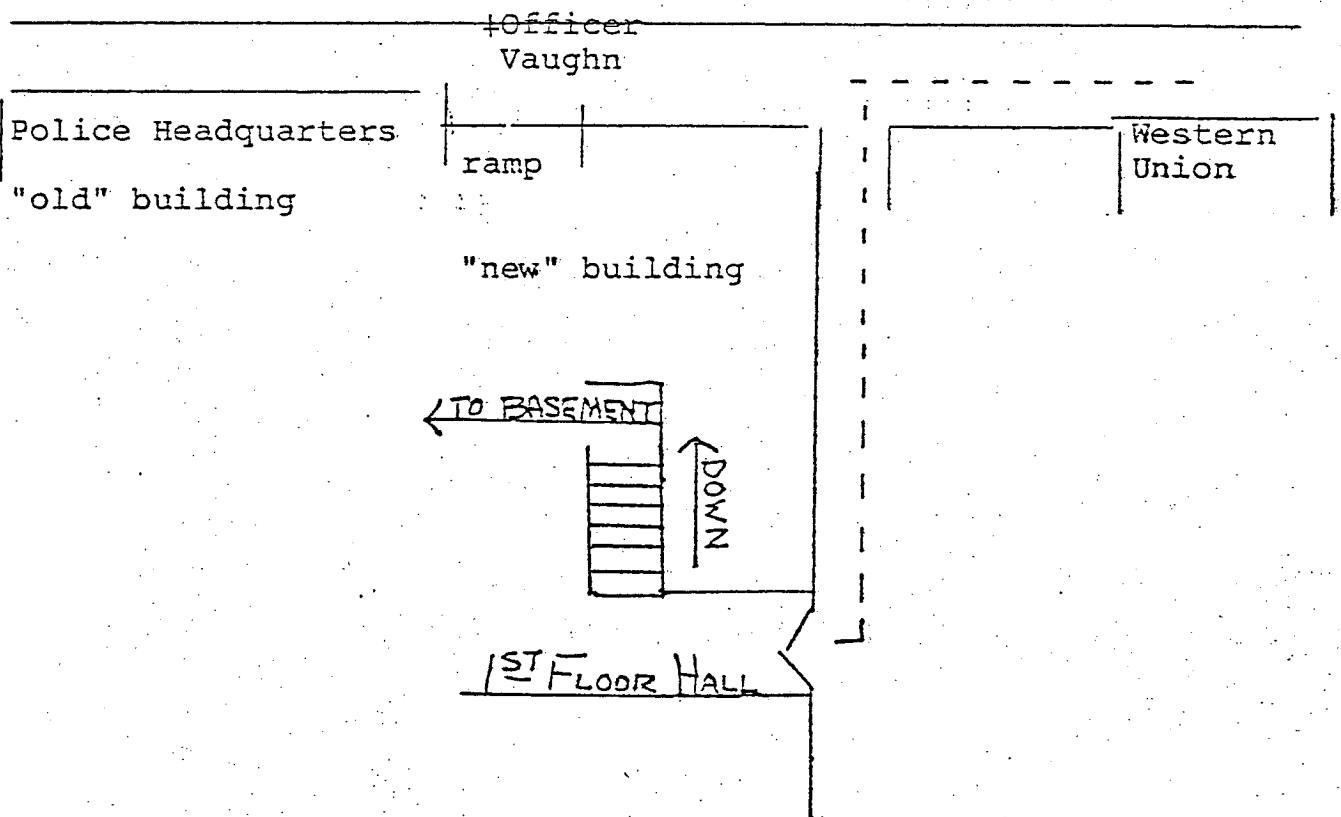 +Officer
Vaughn
Police Headquarters
"old" building
ramp
Western
Union
"new" building
TO BASEMENT
DOWN
1ST FLOOR HALL